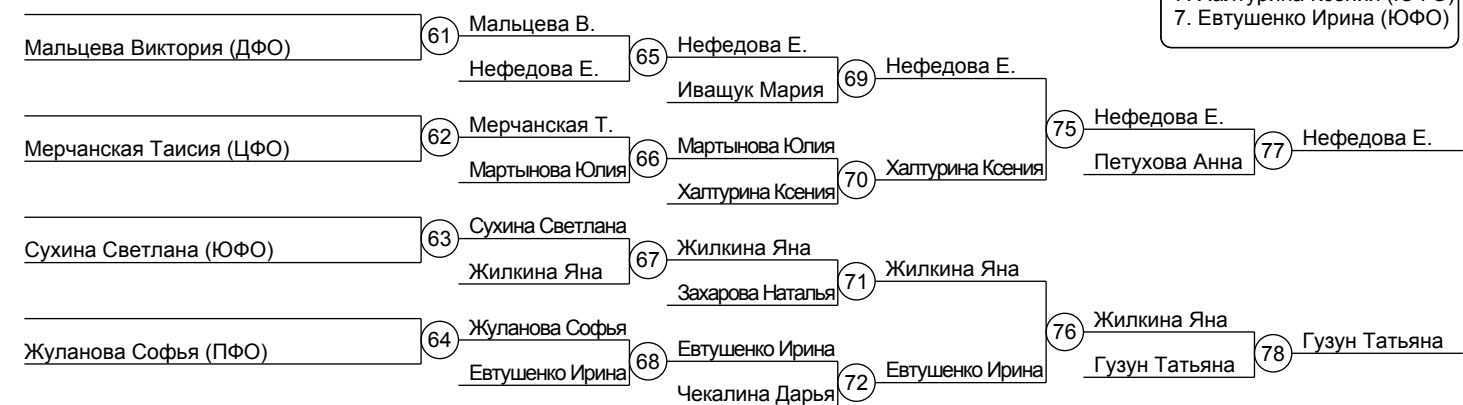 7. Евтушенко Ирина (ЮФО)
61 Мальцева В.
Мальцева Виктория (ДФО)
Нефедова Е.
65 Нефедова Е.
Иващук Мария
69 Нефедова Е.
62 Мерчанская Т.
Мерчанская Таисия (ЦФО)
Мартынова Юлия
66 Мартынова Юлия
Халтурина Ксения
70 Халтурина Ксения
75 Нефедова Е.
Петухова Анна
77 Нефедова Е.
63 Сухина Светлана
Сухина Светлана (ЮФО)
Жилкина Яна
67 Жилкина Яна
Захарова Наталья
71 Жилкина Яна
64 Жуланова Софья
Жуланова Софья (ПФО)
Евтушенко Ирина
68 Евтушенко Ирина
Чекалина Дарья
72 Евтушенко Ирина
76 Жилкина Яна
Гузун Татьяна
78 Гузун Татьяна